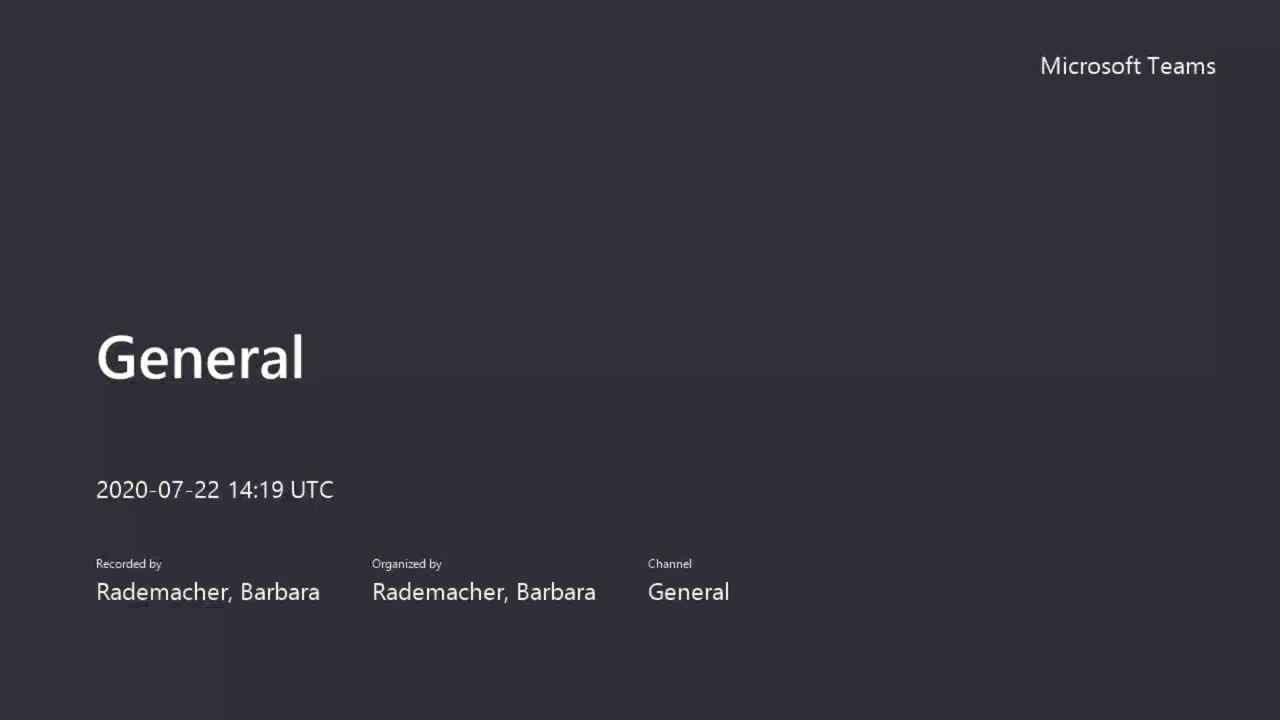 Microsoft Teams
General
2020-07-22 14:19 UTC
Recorded by
Rademacher, Barbara
Organized by
Rademacher, Barbara
Channel
General